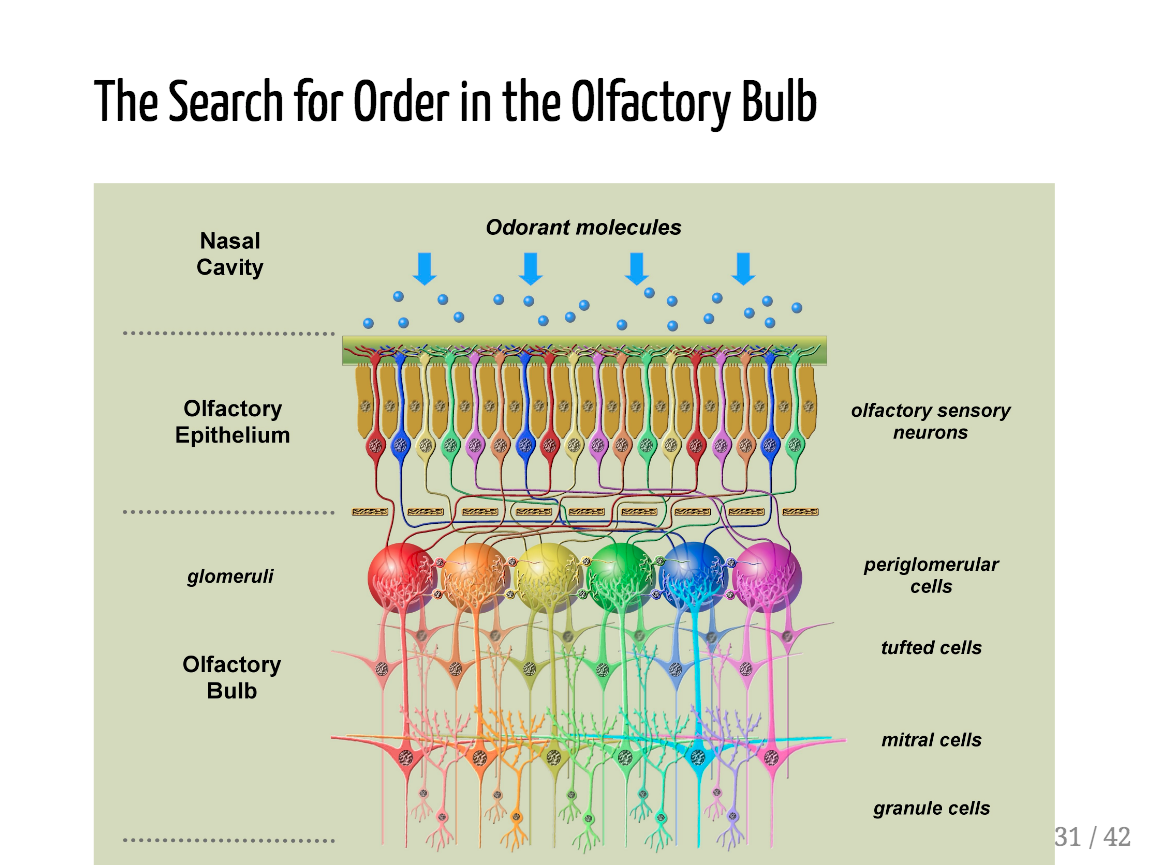 The Search for Order in the Olfactory Bulb
Nasal
Cavity
Odorant molecules
Olfactory
Epithelium
olfactory sensory
neurons
glomeruli
periglomerular
cells
tufted cells
Olfactory
Bulb
mitral cells
granule cells
31 / 42